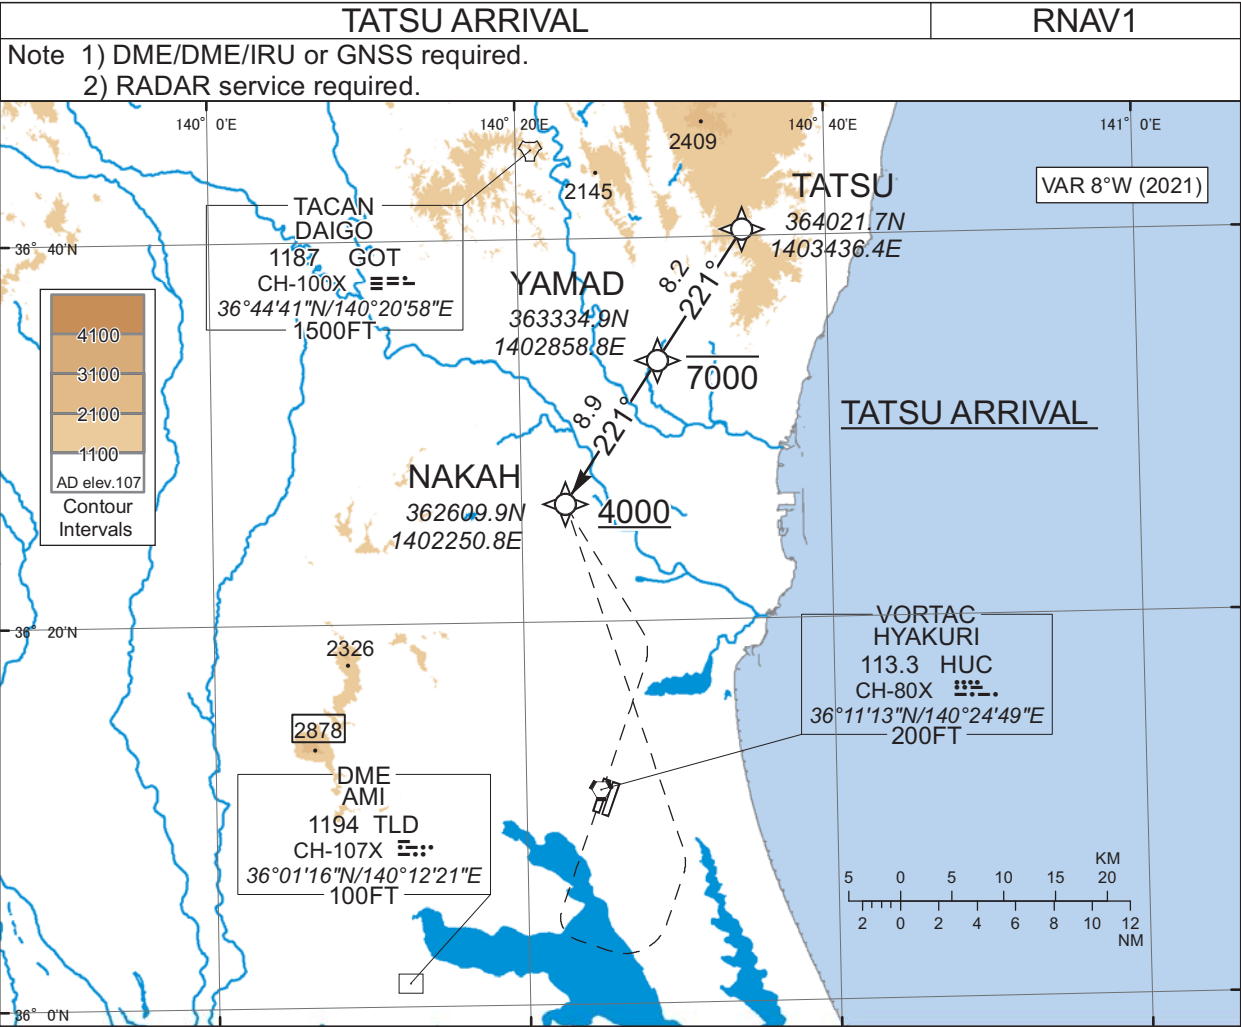 TATSU ARRIVAL
RNAV1
Note 1) DME/DME/IRU or GNSS required.
2) RADAR service required.
140° 0'E
140° 20'E
140° 40'E
141° 0'E
2409
2145
VAR 8°W (2021)
TATSU
364021.7N
1403436.4E
TACAN
DAIGO
1187 GOT
CH-100X
36°44'41"N/140°20'58"E
1500FT
36° 40'N
8.2
221°
YAMAD
363334.9N
1402858.8E
7000
4100
3100
2100
1100
AD elev.107
Contour
Intervals
8.9
221°
TATSU ARRIVAL
NAKAH
362609.9N
1402250.8E
4000
36° 20'N
2326
2878
VORTAC
HYAKURI
113.3 HUC
CH-80X
36°11'13"N/140°24'49"E
200FT
DME
AMI
1194 TLD
CH-107X
36°01'16"N/140°12'21"E
100FT
KM
5 0 5 10 15 20
2 0 2 4 6 8 10 12
NM
36° 0'N